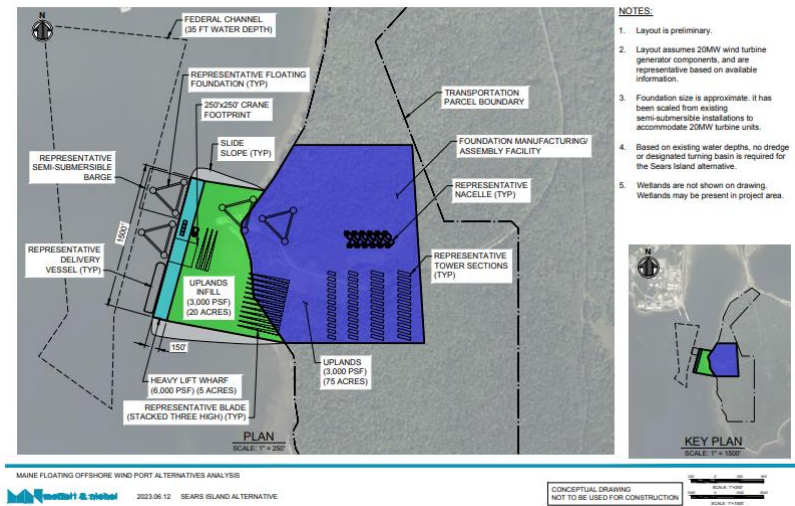 N
FEDERAL CHANNEL
(35 FT WATER DEPTH)
REPRESENTATIVE FLOATING
FOUNDATION (TYP)
250'x250' CRANE
FOOTPRINT
SLIDE
SLOPE (TYP)
REPRESENTATIVE
SEMI-SUBMERSIBLE
BARGE
1500'
REPRESENTATIVE
DELIVERY
VESSEL (TYP)
UPLANDS
INFILL
(3,000 PSF)
(20 ACRES)
150'
HEAVY LIFT WHARF
(6,000 PSF) (5 ACRES)
REPRESENTATIVE BLADE
(STACKED THREE HIGH) (TYP)
TRANSPORTATION
PARCEL BOUNDARY
FOUNDATION MANUFACTURING/
ASSEMBLY FACILITY
REPRESENTATIVE
NACELLE (TYP)
REPRESENTATIVE
TOWER SECTIONS
(TYP)
UPLANDS
(3,000 PSF)
(75 ACRES)
PLAN
SCALE: 1" = 250'
NOTES:
1. Layout is preliminary.
2. Layout assumes 20MW wind turbine
generator components, and are
representative based on available
information.
3. Foundation size is approximate. it has
been scaled from existing
semi-submersible installations to
accommodate 20MW turbine units.
4. Based on existing water depths, no dredge
or designated turning basin is required for
the Sears Island alternative.
5. Wetlands are not shown on drawing.
Wetlands may be present in project area.
N
KEY PLAN
SCALE: 1" = 1500'
MAINE FLOATING OFFSHORE WIND PORT ALTERNATIVES ANALYSIS
moffatt & nichol
2023.06.12 SEARS ISLAND ALTERNATIVE
CONCEPTUAL DRAWING
NOT TO BE USED FOR CONSTRUCTION